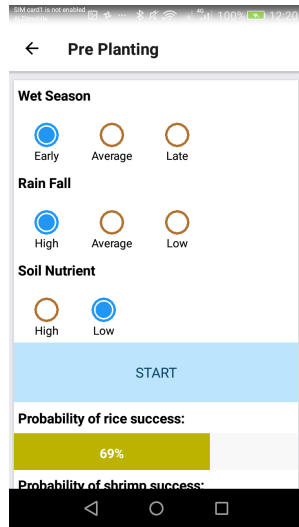 SIM card1 is not enabled
4G 100% 12:20
Pre Planting
Wet Season
Early Average Late
Rain Fall
High Average Low
Soil Nutrient
High Low
START
Probability of rice success:
69%
Probability of shrimp success: